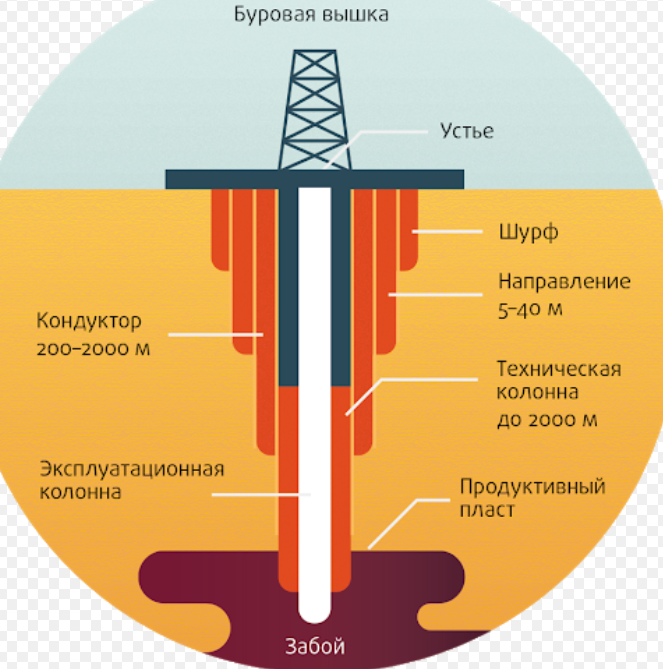 Буровая вышка
Устье
Шурф
Направление
5–40 м
Кондуктор
200–2000 м
Техническая
колонна
до 2000 м
Эксплуатационная
колонна
Продуктивный
пласт
Забой